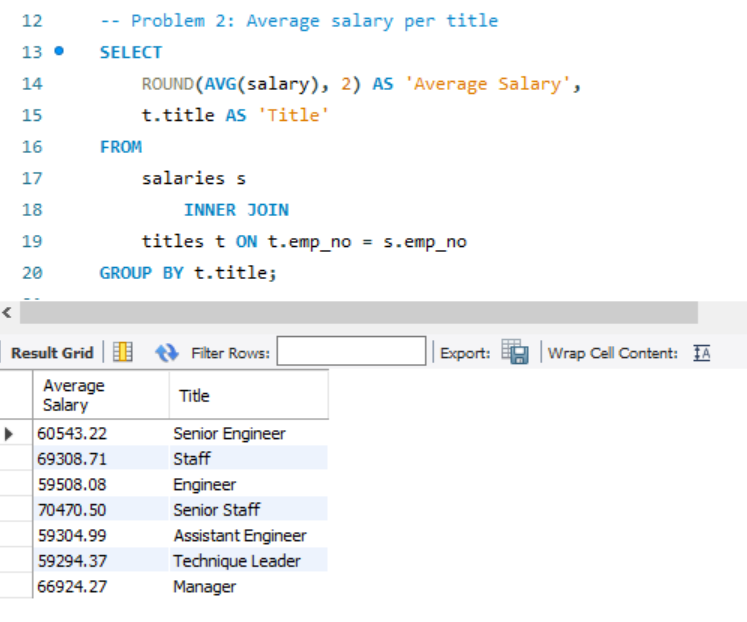 12 -- Problem 2: Average salary per title
13 SELECT
14 ROUND(AVG(salary), 2) AS 'Average Salary',
15 t.title AS 'Title'
16 FROM
17 salaries s
18 INNER JOIN
19 titles t ON t.emp_no = s.emp_no
20 GROUP BY t.title;
Result Grid Filter Rows: Export: Wrap Cell Content: IA
Average
Salary Title
60543.22 Senior Engineer
69308.71 Staff
59508.08 Engineer
70470.50 Senior Staff
59304.99 Assistant Engineer
59294.37 Technique Leader
66924.27 Manager